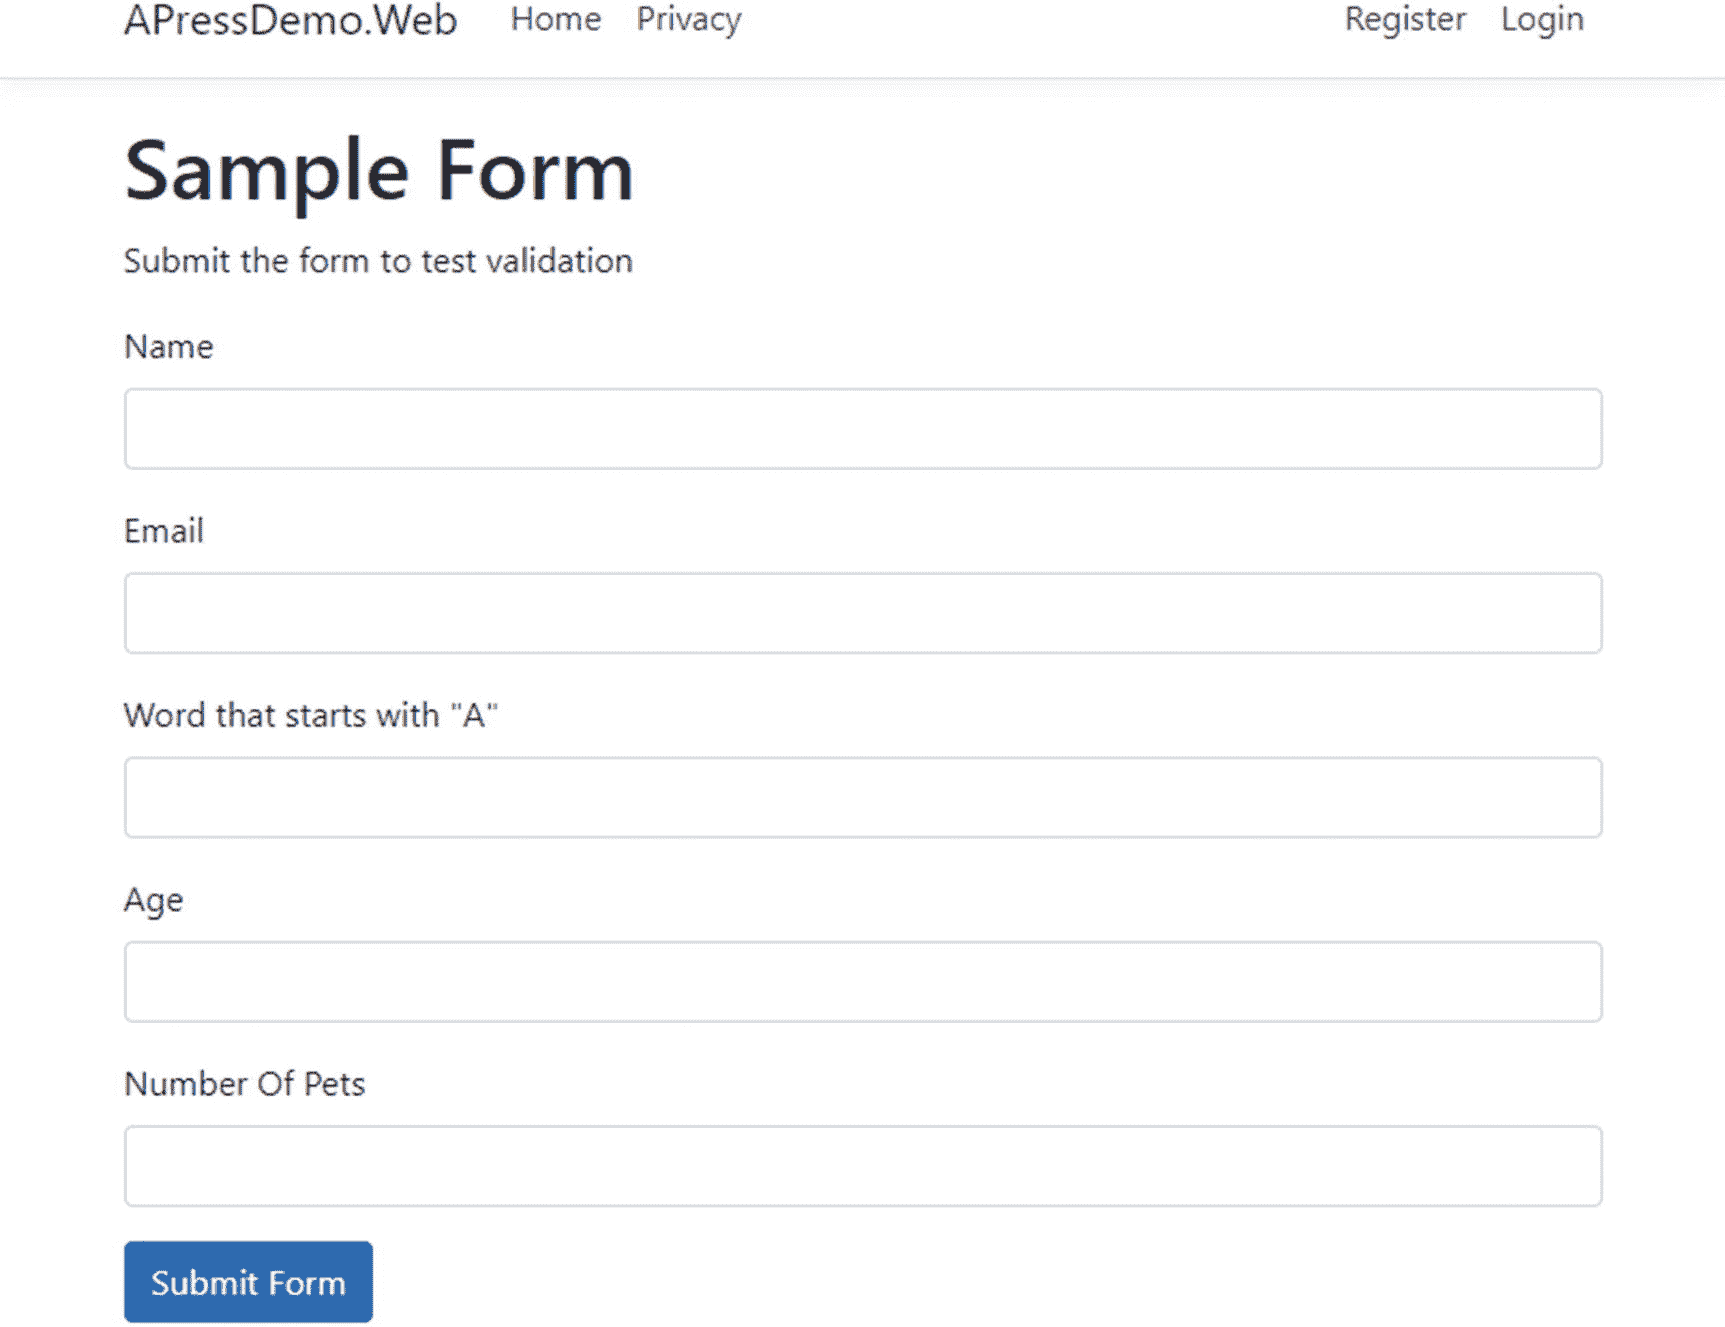 APressDemo.Web Home Privacy Register Login
Sample Form
Submit the form to test validation
Name
Email
Word that starts with "A"
Age
Number Of Pets
Submit Form